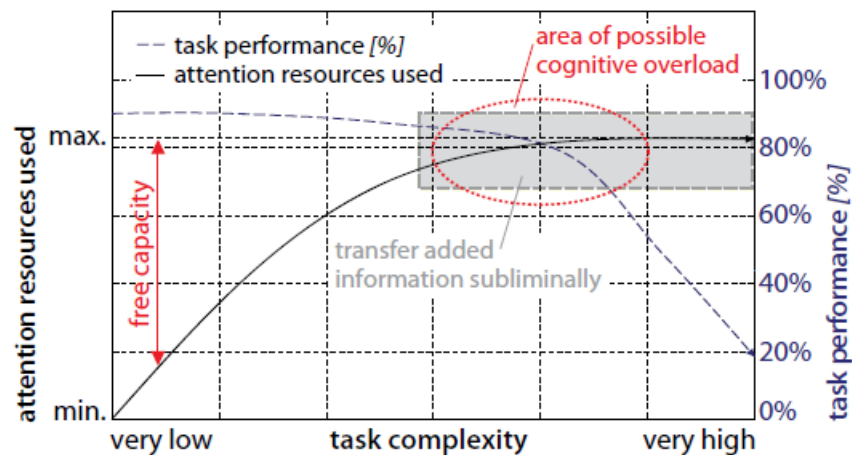 task performance [%]
attention resources used
area of possible
cognitive overload
attention resources used
max.
min.
free capacity
transfer added
information subliminally
100%
80%
60%
40%
20%
0%
task performance [%]
very low
task complexity
very high